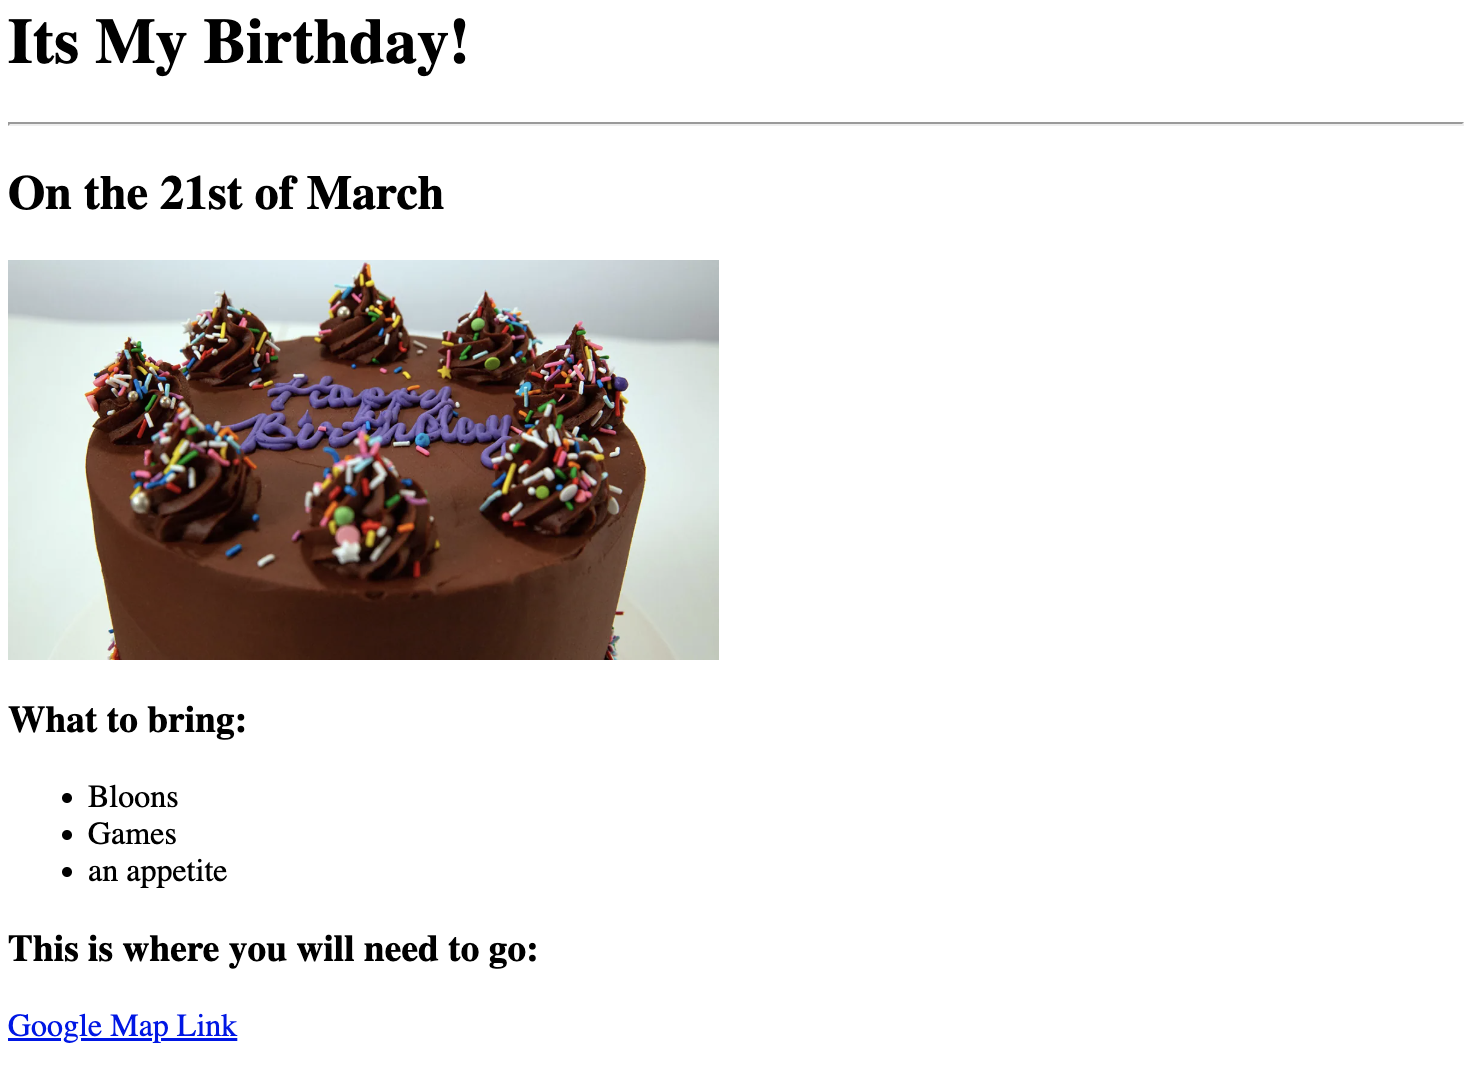 Its My Birthday!
On the 21st of March
Happy
Birthday
What to bring:
Bloons
Games
an appetite
This is where you will need to go:
Google Map Link